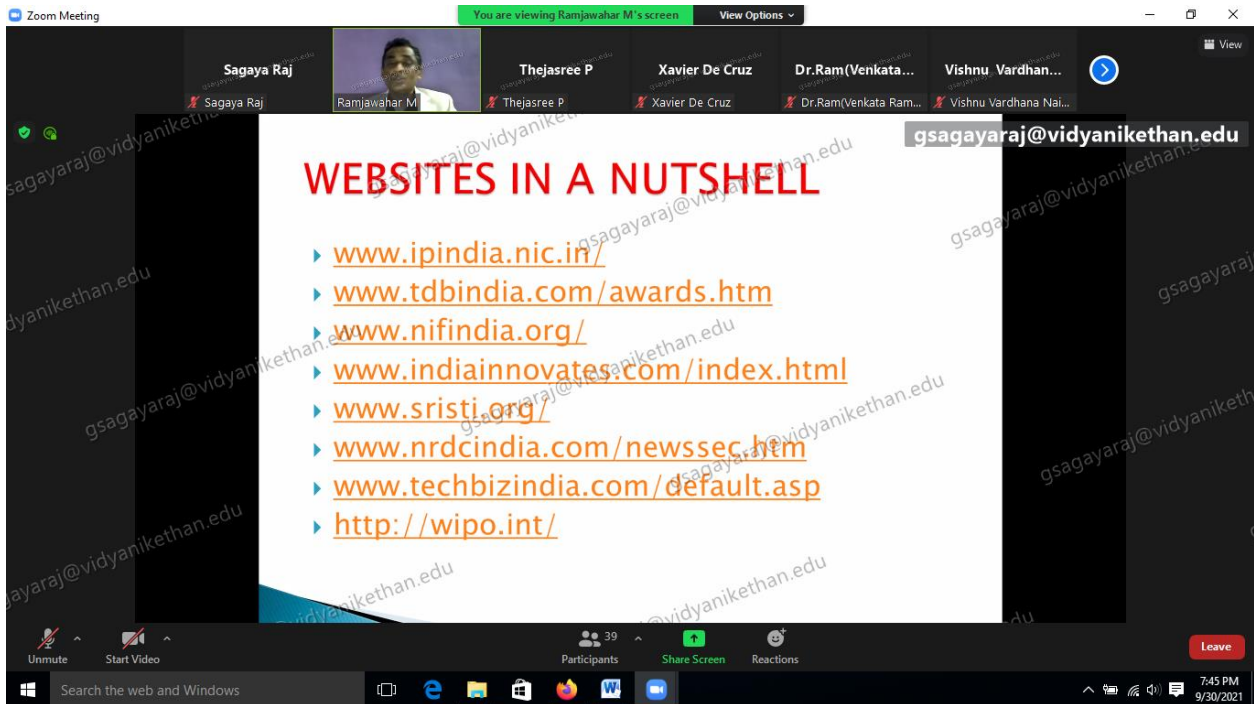 Zoom Meeting
You are viewing Ramjawahar M's screen
View Options
View
Sagaya Raj
Thejasree P
Xavier De Cruz
Dr.Ram(Venkata...
Vishnu Vardhan...
Sagaya Raj
Ramjawahar M
Thejasree P
Xavier De Cruz
Dr.Ram(Venkata Ram...
Vishnu Vardhana Nai...
gsagayaraj@vidyanikethan.edu
WEBSITES IN A NUTSHELL
www.ipindia.nic.in/
www.tdbindia.com/awards.htm
www.nifindia.org/
www.indiainnovates.com/index.html
www.sristi.org/
www.nrdcindia.com/newssec.htm
www.techbizindia.com/default.asp
http://wipo.int/
gsagayaraj@vidyanikethan.edu
Unmute
Start Video
39
Participants
Share Screen
Reactions
Leave
Search the web and Windows
7:45 PM
9/30/2021